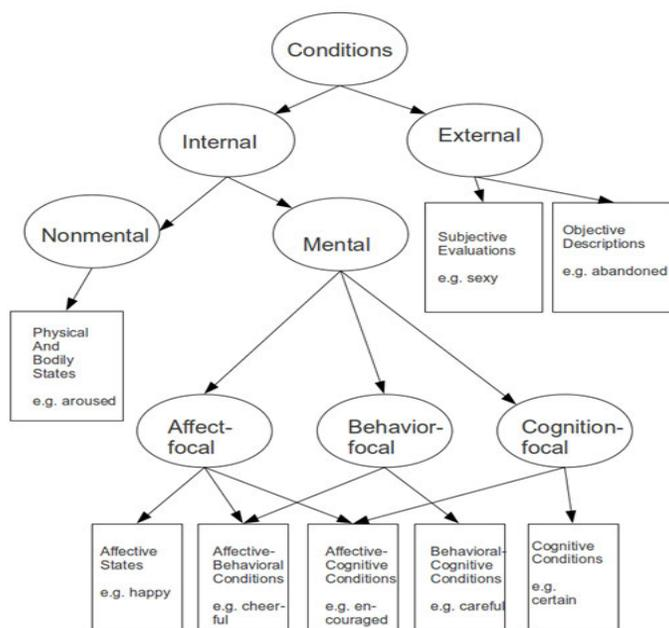 Conditions
Internal
External
Nonmental
Mental
Subjective
Evaluations
e.g. sexy
Objective
Descriptions
e.g. abandoned
Physical
And
Bodily
States
e.g. aroused
Affect-
focal
Behavior-
focal
Cognition-
focal
Affective
States
e.g. happy
Affective-
Behavioral
Conditions
e.g. cheer-
ful
Affective-
Cognitive
Conditions
e.g. en-
couraged
Behavioral-
Cognitive
Conditions
e.g. careful
Cognitive
Conditions
e.g.
certain